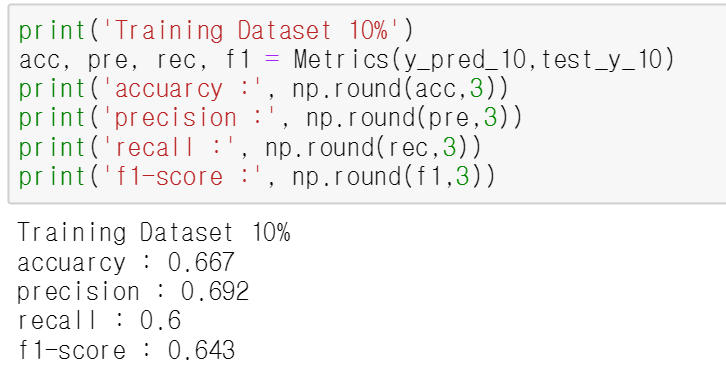 print('Training Dataset 10%')
acc, pre, rec, f1 = Metrics(y_pred_10,test_y_10)
print('accuarcy :', np.round(acc,3))
print('precision :', np.round(pre,3))
print('recall :', np.round(rec,3))
print('f1-score :', np.round(f1,3))
Training Dataset 10%
accuarcy : 0.667
precision : 0.692
recall : 0.6
f1-score : 0.643